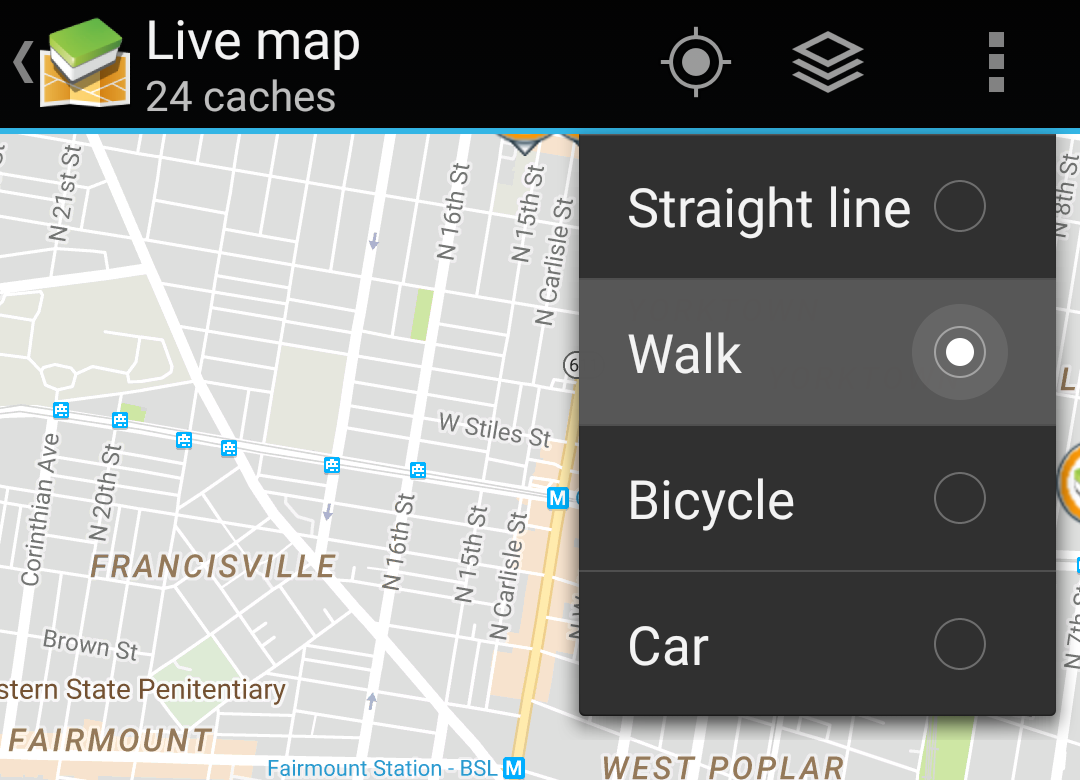 Live map
24 caches
N 21st St
N 16th St
N 15th St
N Carlisle St
N 8th St
Straight line
Walk
6
L
W Stiles St
Corinthian Ave
N 20th St
M
Bicycle
N 16th St
N 15th St
N Carlisle St
FRANCISVILLE
N 7th St
Brown St
Car
stern State Penitentiary
FAIRMOUNT
Fairmount Station - BSL M
WEST POPLAR